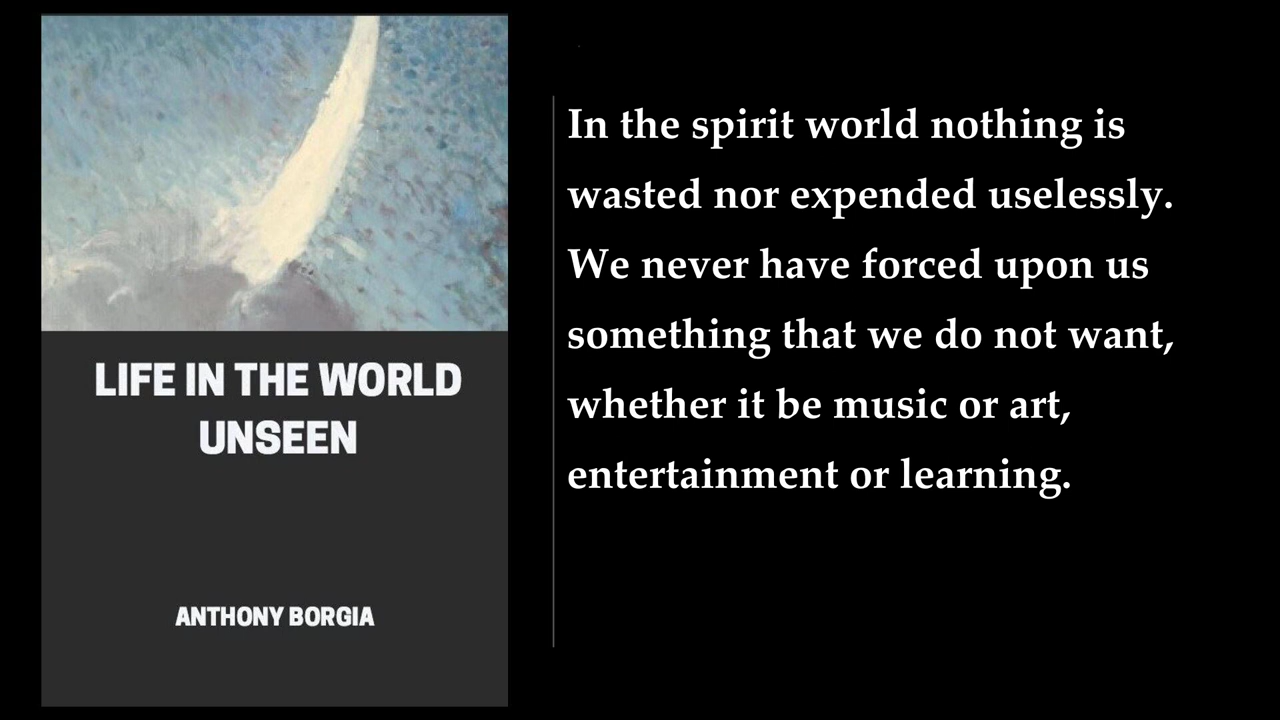 LIFE IN THE WORLD
UNSEEN
ANTHONY BORGIA
In the spirit world nothing is
wasted nor expended uselessly.
We never have forced upon us
something that we do not want,
whether it be music or art,
entertainment or learning.